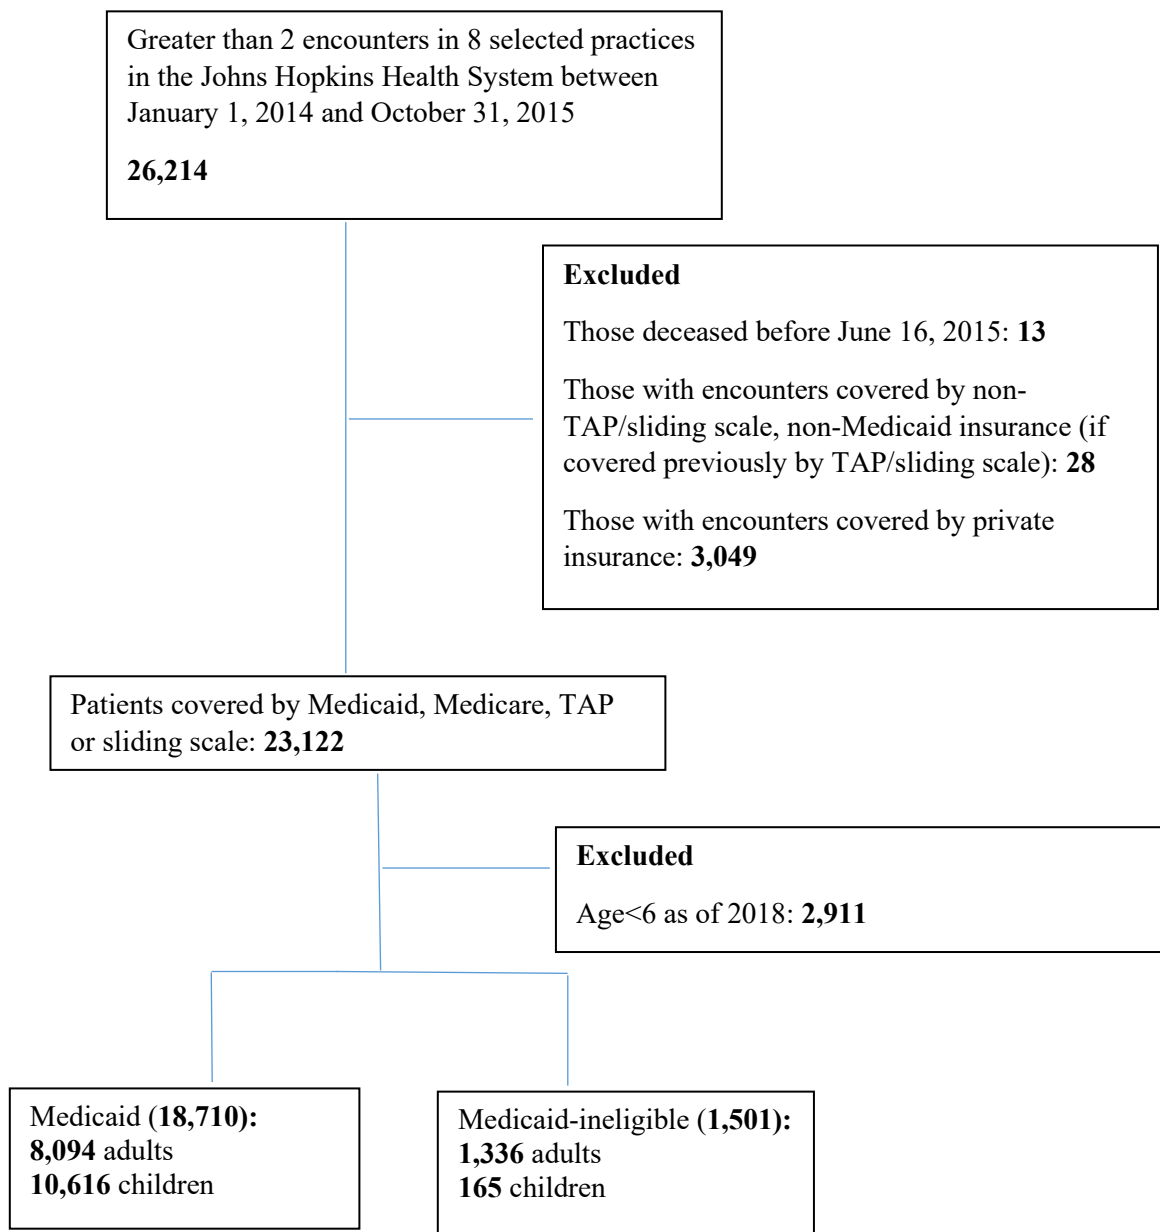 Greater than 2 encounters in 8 selected practices
in the Johns Hopkins Health System between
January 1, 2014 and October 31, 2015
26,214
Excluded
Those deceased before June 16, 2015: 13
Those with encounters covered by non-
TAP/sliding scale, non-Medicaid insurance (if
covered previously by TAP/sliding scale): 28
Those with encounters covered by private
insurance: 3,049
Patients covered by Medicaid, Medicare, TAP
or sliding scale: 23,122
Excluded
Age<6 as of 2018: 2,911
Medicaid (18,710):
8,094 adults
10,616 children
Medicaid-ineligible (1,501):
1,336 adults
165 children